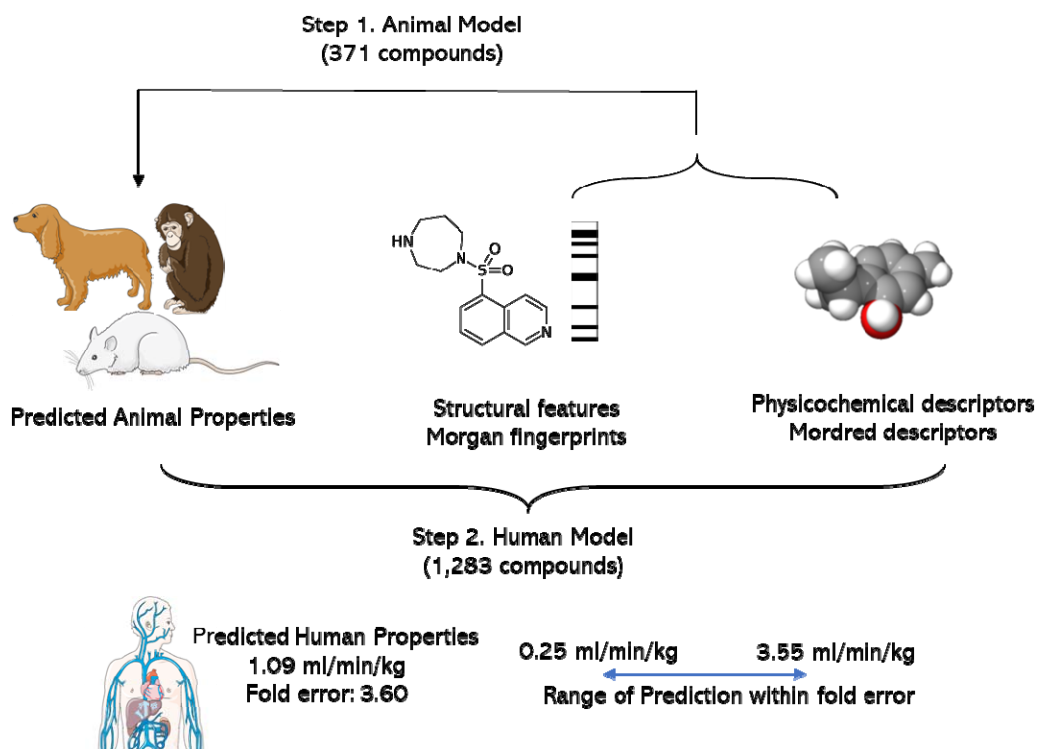 Step 1. Animal Model
(371 compounds)
HN
N
S
O
O
N
Predicted Animal Properties
Structural features
Morgan fingerprints
Physicochemical descriptors
Mordred descriptors
Step 2. Human Model
(1,283 compounds)
Predicted Human Properties
1.09 ml/min/kg
Fold error: 3.60
0.25 ml/min/kg
3.55 ml/min/kg
Range of Prediction within fold error